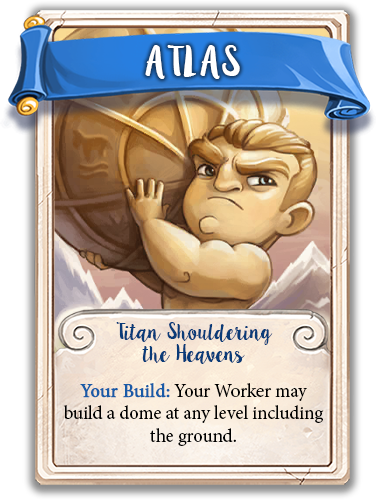 ATLAS
Titan Shouldering
the Heavens
Your Build: Your Worker may
build a dome at any level including
the ground.